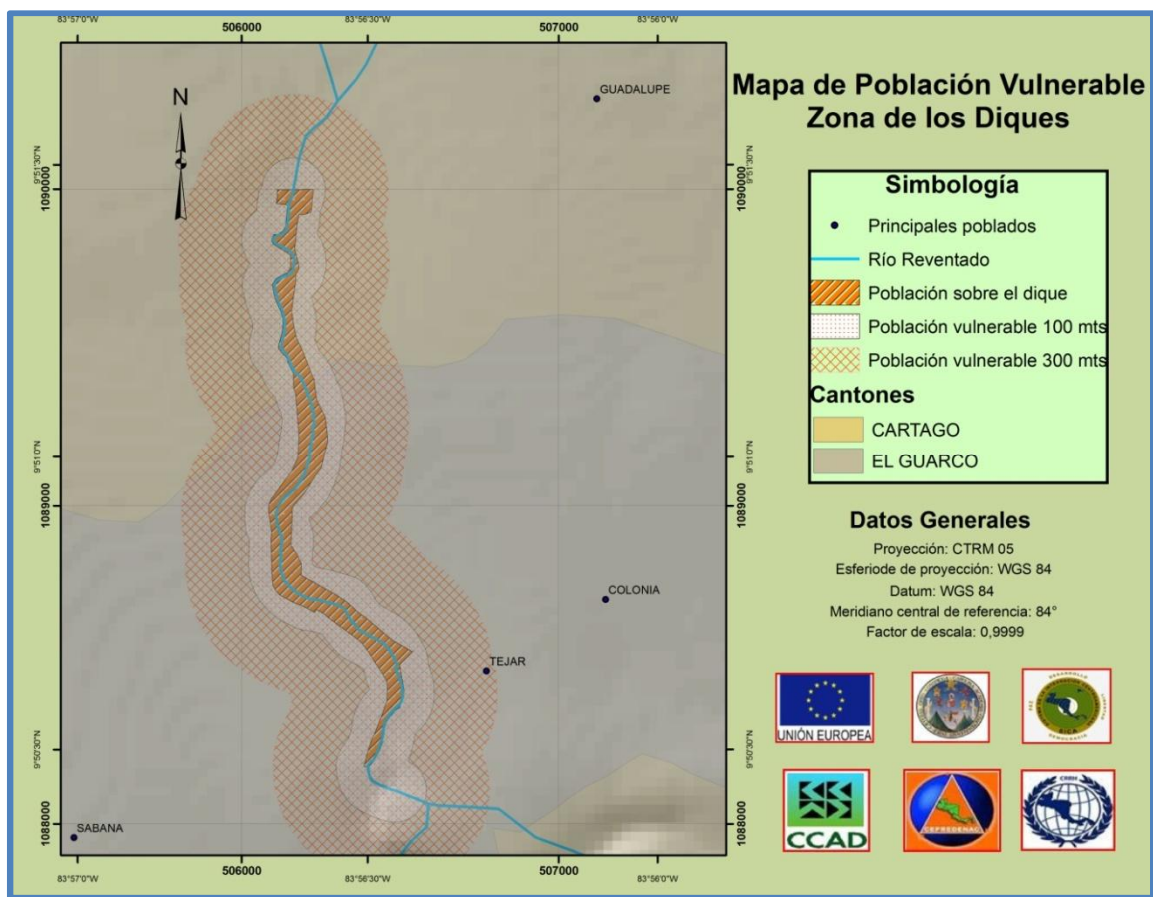 83°57'0"W
83°56'30"W
83°56'0"W
506000
507000
Mapa de Población Vulnerable
Zona de los Diques
N
GUADALUPE
9°51'30"N
1090000
9°51'30"N
1090000
Simbología
Principales poblados
Río Reventado
Población sobre el dique
Población vulnerable 100 mts
Población vulnerable 300 mts
Cantones
CARTAGO
EL GUARCO
9°51'0"N
1089000
9°51'0"N
1089000
Datos Generales
Proyección: CTRM 05
Esferiode de proyección: WGS 84
Datum: WGS 84
Meridiano central de referencia: 84°
Factor de escala: 0,9999
COLONIA
TEJAR
9°50'30"N
1088000
9°50'30"N
1088000
SABANA
UNIÓN EUROPEA
SICA
CCAD
CEPREDENAC
CRRH
506000
507000
83°57'0"W
83°56'30"W
83°56'0"W